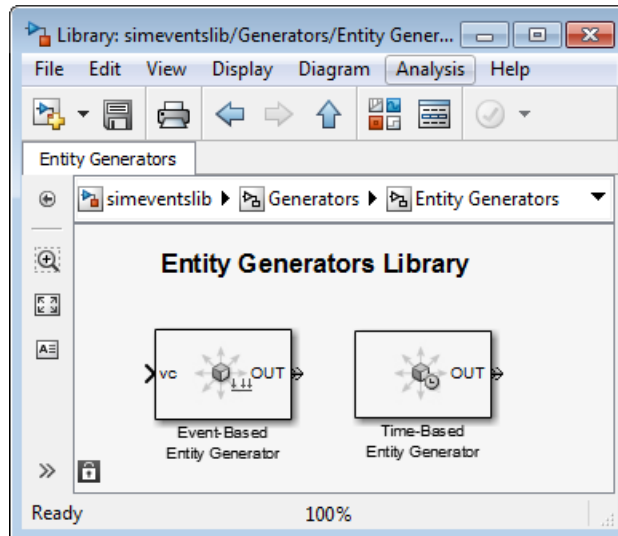 Library: simeventslib/Generators/Entity Gener...
File Edit View Display Diagram Analysis Help
Entity Generators
simeventslib Generators Entity Generators
Entity Generators Library
vc OUT OUT
Event-Based Time-Based
Entity Generator Entity Generator
Ready 100%